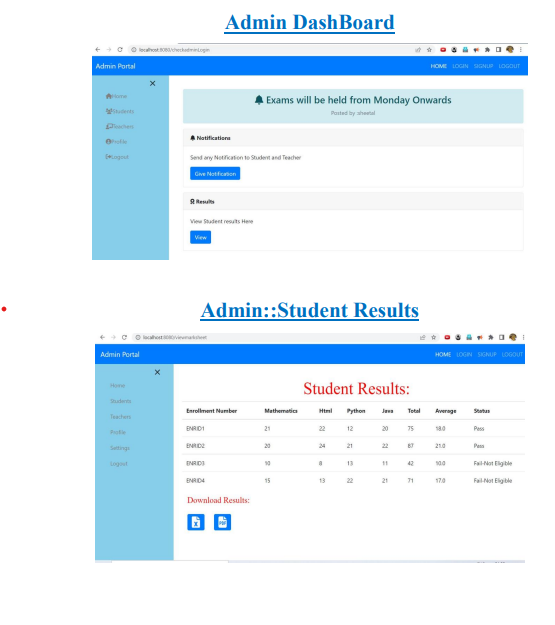 Admin DashBoard
localhost:8080/checkadminLogin
Admin Portal HOME LOGIN SIGNUP LOGOUT
Home
Students
Teachers
Profile
Logout
Exams will be held from Monday Onwards
Posted by :sheetal
Notifications
Send any Notification to Student and Teacher
Give Notification
Results
View Student results Here
View
Admin::Student Results
localhost:8080/viewmarksheet
Admin Portal HOME LOGIN SIGNUP LOGOUT
Home
Students
Teachers
Profile
Settings
Logout
Student Results:
Enrollment Number Mathematics Html Python Java Total Average Status
ENRID1 21 22 12 20 75 18.0 Pass
ENRID2 20 24 21 22 87 21.0 Pass
ENRID3 10 8 13 11 42 10.0 Fail-Not Eligible
ENRID4 15 13 22 21 71 17.0 Fail-Not Eligible
Download Results: